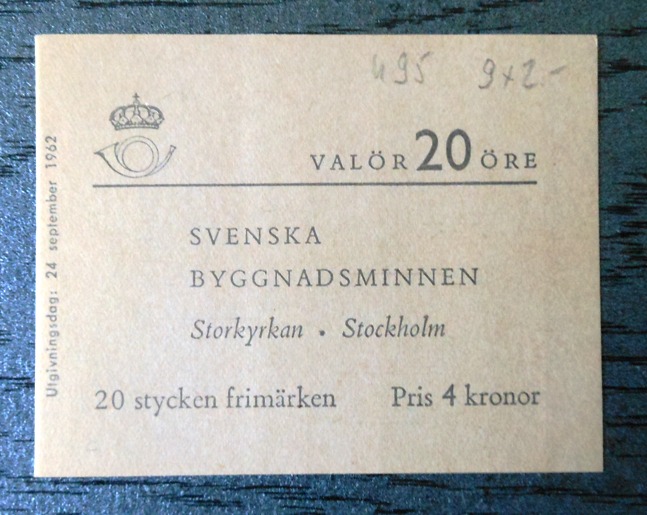 495 9x2.-
VALÖR 20 ÖRE
SVENSKA
BYGGNADSMINNEN
Storkyrkan • Stockholm
20 stycken frimärken Pris 4 kronor
Utgivningsdag: 24 september 1962